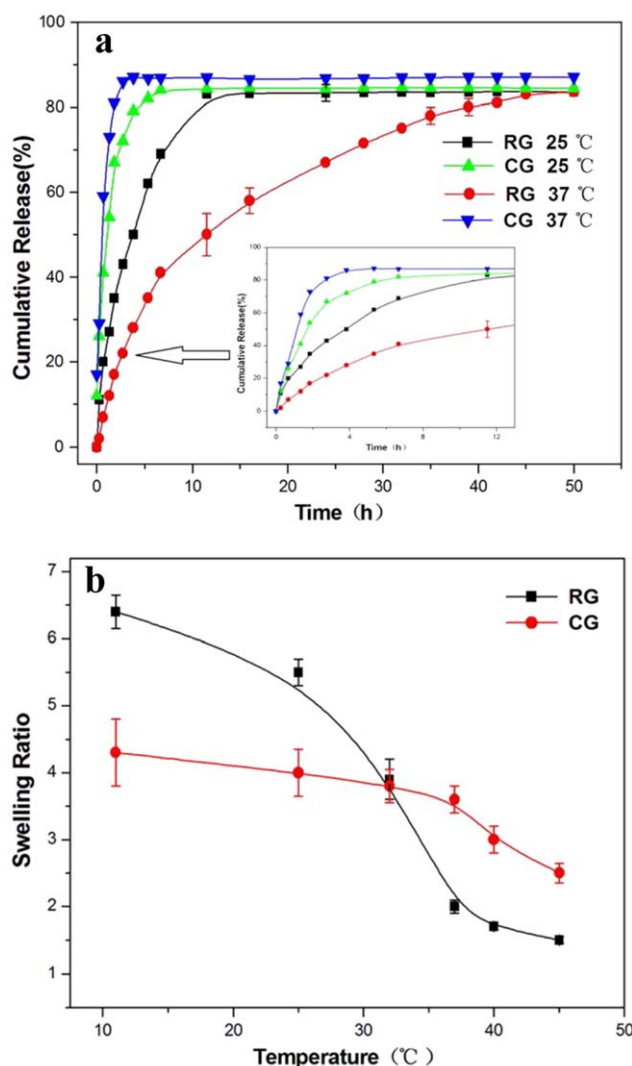 a
100
80
60
40
20
0
Cumulative Release(%)
RG 25 ℃
CG 25 ℃
RG 37 ℃
CG 37 ℃
100
80
60
40
20
0
Cumulative Release(%)
0 4 8 12
Time (h)
0 10 20 30 40 50
Time (h)
b
7
6
5
4
3
2
1
Swelling Ratio
RG
CG
10 20 30 40 50
Temperature (℃)